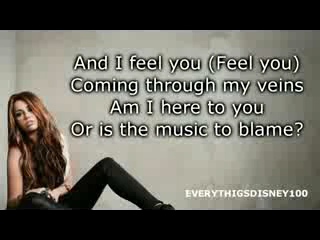 And I feel you (Feel you)
Coming through my veins
Am I here to you
Or is the music to blame?
EVERYTHIGSDISNEY100